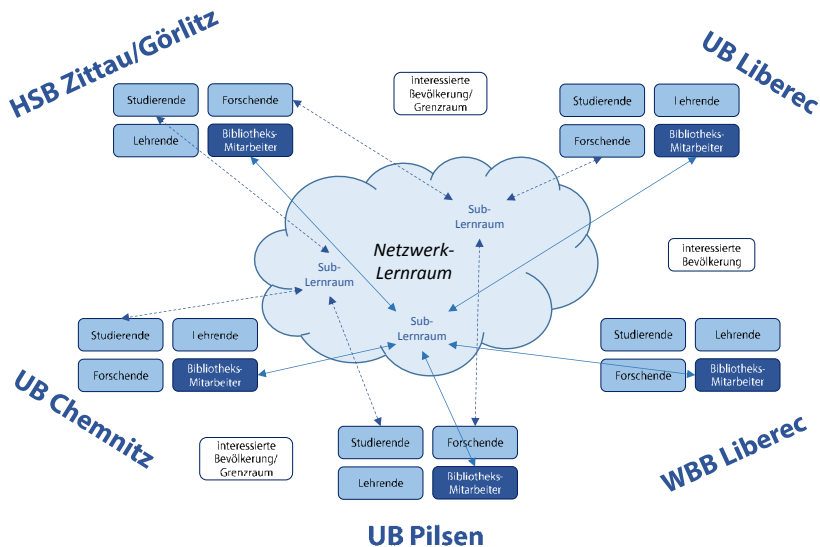 HSB Zittau/Görlitz
Studierende
Forschende
Lehrende
Bibliotheks-
Mitarbeiter
interessierte
Bevölkerung/
Grenzraum
UB Liberec
Studierende
Lehrende
Forschende
Bibliotheks-
Mitarbeiter
Sub-
Lernraum
Netzwerk-
Lernraum
Sub-
Lernraum
Sub-
Lernraum
interessierte
Bevölkerung
Studierende
Lehrende
Forschende
Bibliotheks-
Mitarbeiter
UB Chemnitz
Studierende
Lehrende
Forschende
Bibliotheks-
Mitarbeiter
WBB Liberec
interessierte
Bevölkerung/
Grenzraum
Studierende
Forschende
Lehrende
Bibliotheks-
Mitarbeiter
UB Pilsen